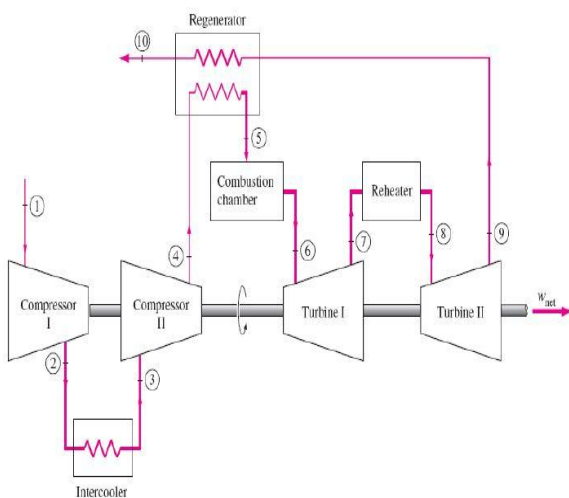 Regenerator
10
5
Combustion
chamber
Reheater
1
4
6
7
8
9
Compressor
I
Compressor
II
Turbine I
Turbine II
wnet
2
3
Intercooler